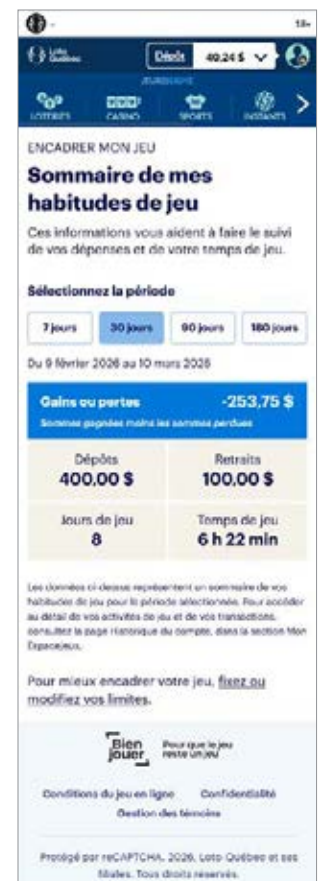 18+
Loto Québec
Dépôt 40,24 $
LOTERIES CASINO SPORTS INSTANTS
ENCADRER MON JEU
Sommaire de mes
habitudes de jeu
Ces informations vous aident à faire le suivi
de vos dépenses et de votre temps de jeu.
Sélectionnez la période
7 jours 30 jours 90 jours 180 jours
Du 9 février 2026 au 10 mars 2026
Gains ou pertes -253,75 $
Sommes gagnées moins les sommes perdues
Dépôts Retraits
400,00 $ 100,00 $
Jours de jeu Temps de jeu
8 6 h 22 min
Les données ci-dessus représentent un sommaire de vos
habitudes de jeu pour la période sélectionnée. Pour accéder
au détail de vos activités de jeu et de vos transactions,
consultez la page Historique du compte, dans la section Mon
Espacejeux.
Pour mieux encadrer votre jeu, fixez ou
modifiez vos limites.
Bien jouer Pour que le jeu
reste un jeu
Conditions du jeu en ligne Confidentialité
Gestion des témoins
Protégé par reCAPTCHA. 2026, Loto Québec et ses
filiales. Tous droits réservés.